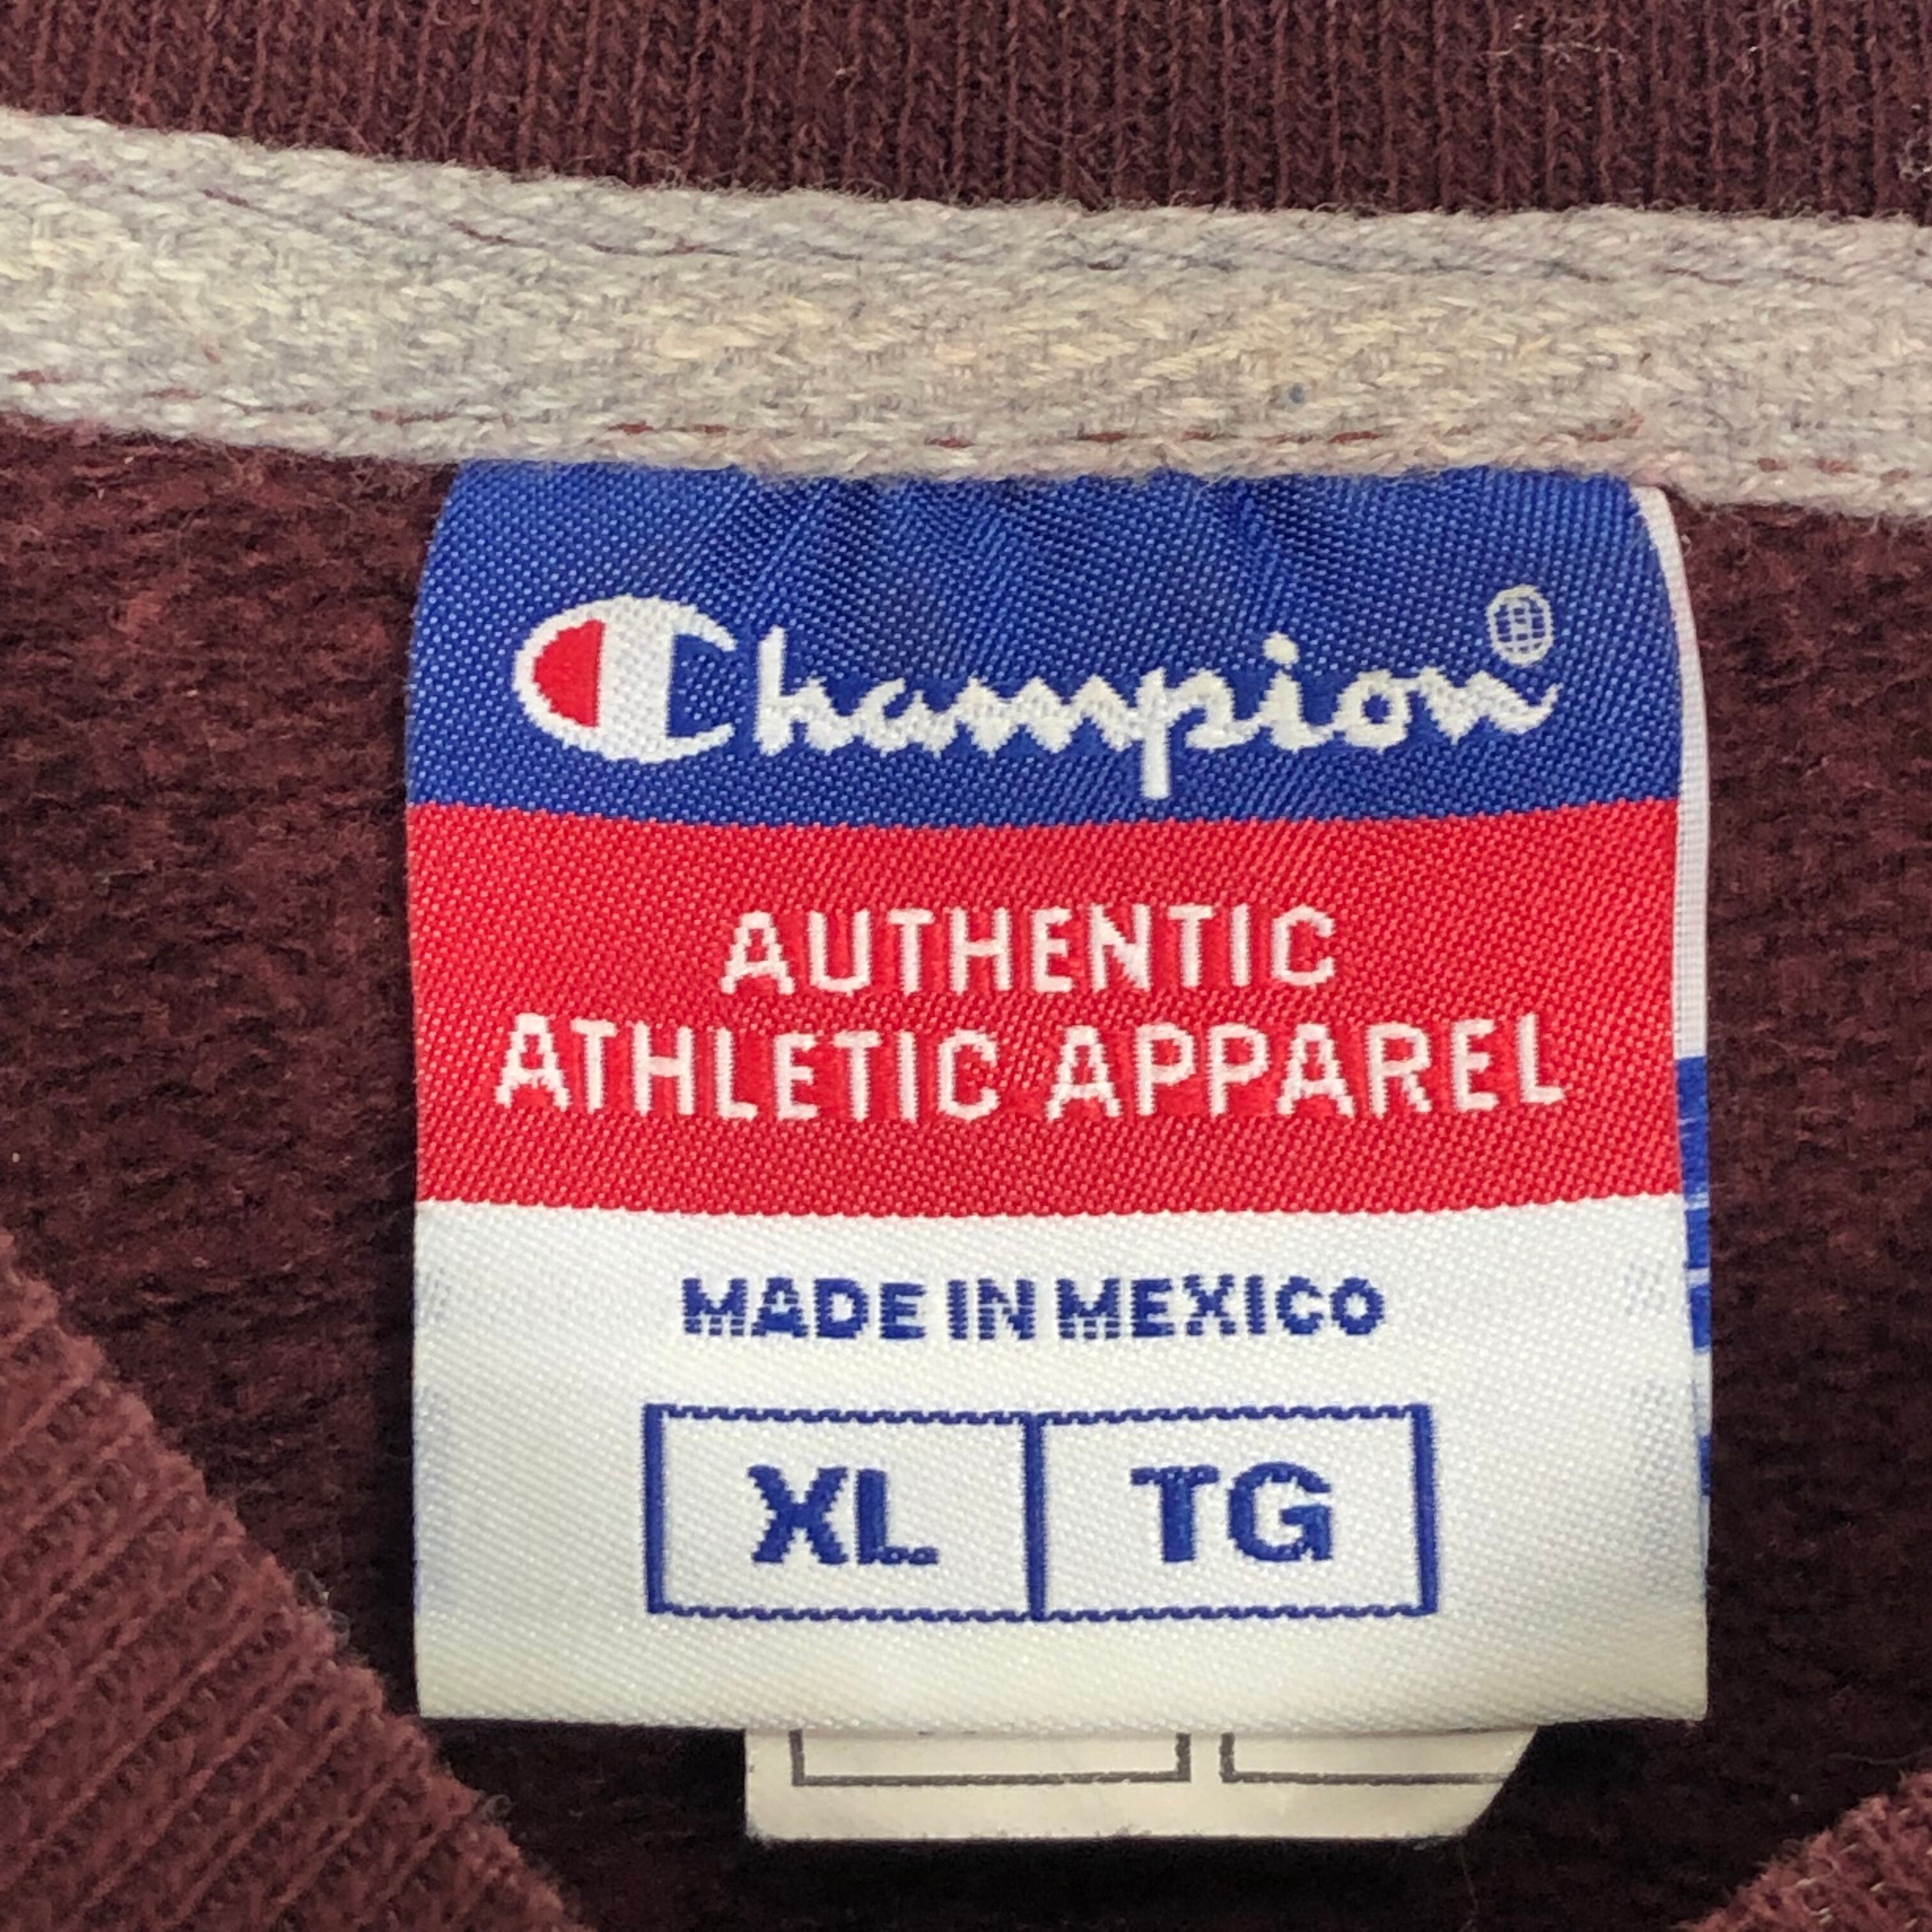 Champion®
AUTHENTIC
ATHLETIC APPAREL
MADE IN MEXICO
XL TG